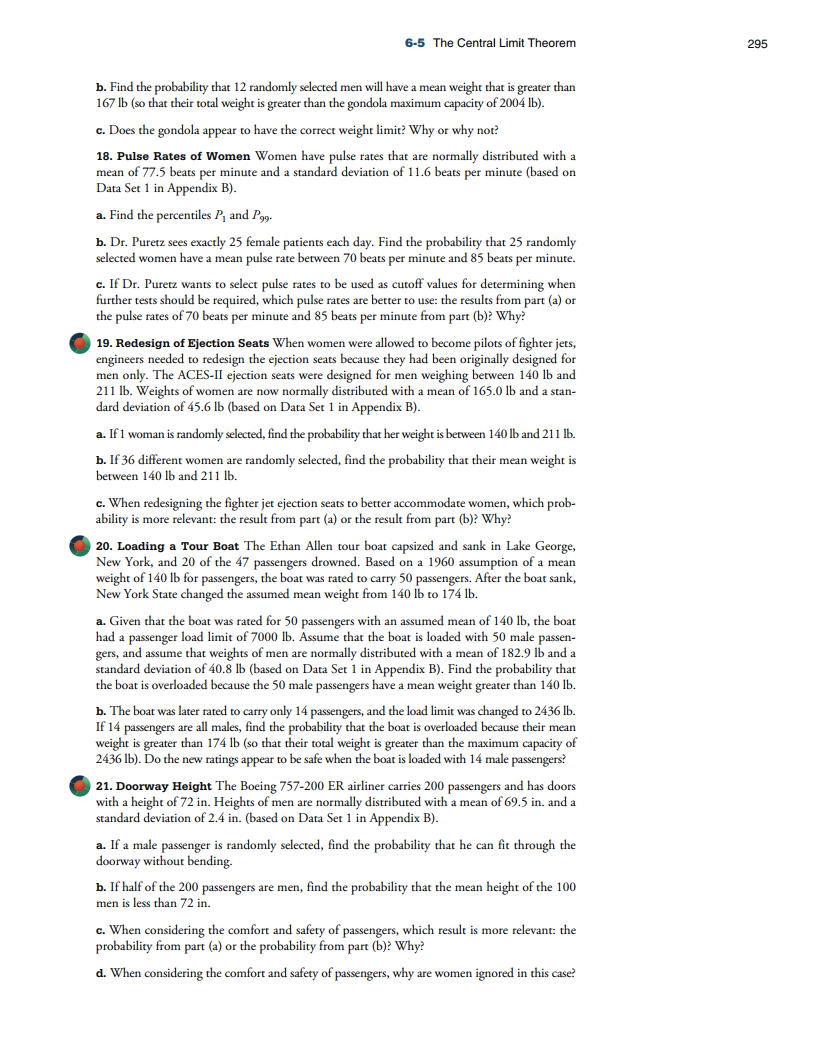 6-5 The Central Limit Theorem 295
b. Find the probability that 12 randomly selected men will have a mean weight that is greater than
167 lb (so that their total weight is greater than the gondola maximum capacity of 2004 lb).
c. Does the gondola appear to have the correct weight limit? Why or why not?
18. Pulse Rates of Women Women have pulse rates that are normally distributed with a
mean of 77.5 beats per minute and a standard deviation of 11.6 beats per minute (based on
Data Set 1 in Appendix B).
a. Find the percentiles P1 and P99.
b. Dr. Puretz sees exactly 25 female patients each day. Find the probability that 25 randomly
selected women have a mean pulse rate between 70 beats per minute and 85 beats per minute.
c. If Dr. Puretz wants to select pulse rates to be used as cutoff values for determining when
further tests should be required, which pulse rates are better to use: the results from part (a) or
the pulse rates of 70 beats per minute and 85 beats per minute from part (b)? Why?
19. Redesign of Ejection Seats When women were allowed to become pilots of fighter jets,
engineers needed to redesign the ejection seats because they had been originally designed for
men only. The ACES-II ejection seats were designed for men weighing between 140 lb and
211 lb. Weights of women are now normally distributed with a mean of 165.0 lb and a stan-
dard deviation of 45.6 lb (based on Data Set 1 in Appendix B).
a. If 1 woman is randomly selected, find the probability that her weight is between 140 lb and 211 lb.
b. If 36 different women are randomly selected, find the probability that their mean weight is
between 140 lb and 211 lb.
c. When redesigning the fighter jet ejection seats to better accommodate women, which prob-
ability is more relevant: the result from part (a) or the result from part (b)? Why?
20. Loading a Tour Boat The Ethan Allen tour boat capsized and sank in Lake George,
New York, and 20 of the 47 passengers drowned. Based on a 1960 assumption of a mean
weight of 140 lb for passengers, the boat was rated to carry 50 passengers. After the boat sank,
New York State changed the assumed mean weight from 140 lb to 174 lb.
a. Given that the boat was rated for 50 passengers with an assumed mean of 140 lb, the boat
had a passenger load limit of 7000 lb. Assume that the boat is loaded with 50 male passen-
gers, and assume that weights of men are normally distributed with a mean of 182.9 lb and a
standard deviation of 40.8 lb (based on Data Set 1 in Appendix B). Find the probability that
the boat is overloaded because the 50 male passengers have a mean weight greater than 140 lb.
b. The boat was later rated to carry only 14 passengers, and the load limit was changed to 2436 lb.
If 14 passengers are all males, find the probability that the boat is overloaded because their mean
weight is greater than 174 lb (so that their total weight is greater than the maximum capacity of
2436 lb). Do the new ratings appear to be safe when the boat is loaded with 14 male passengers?
21. Doorway Height The Boeing 757-200 ER airliner carries 200 passengers and has doors
with a height of 72 in. Heights of men are normally distributed with a mean of 69.5 in. and a
standard deviation of 2.4 in. (based on Data Set 1 in Appendix B).
a. If a male passenger is randomly selected, find the probability that he can fit through the
doorway without bending.
b. If half of the 200 passengers are men, find the probability that the mean height of the 100
men is less than 72 in.
c. When considering the comfort and safety of passengers, which result is more relevant: the
probability from part (a) or the probability from part (b)? Why?
d. When considering the comfort and safety of passengers, why are women ignored in this case?